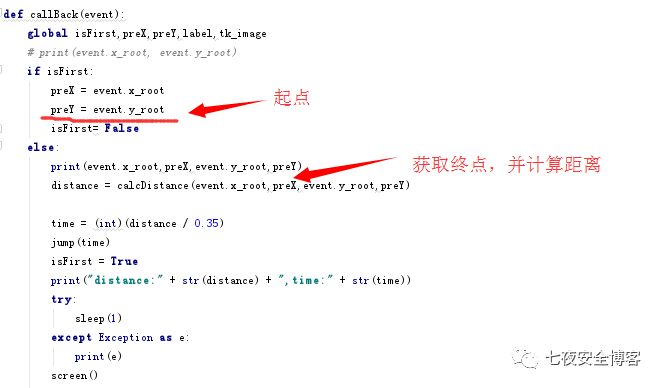 def callBack(event):
global isFirst,preX,preY,label,tk_image
# print(event.x_root, event.y_root)
if isFirst:
preX = event.x_root
起点
preY = event.y_root
isFirst= False
else:
print(event.x_root,preX,event.y_root,preY)
获取终点，并计算距离
distance = calcDistance(event.x_root,preX,event.y_root,preY)
time = (int)(distance / 0.35)
jump(time)
isFirst = True
print("distance:" + str(distance) + ",time:" + str(time))
try:
sleep(1)
except Exception as e:
print(e)
screen()
七夜安全博客